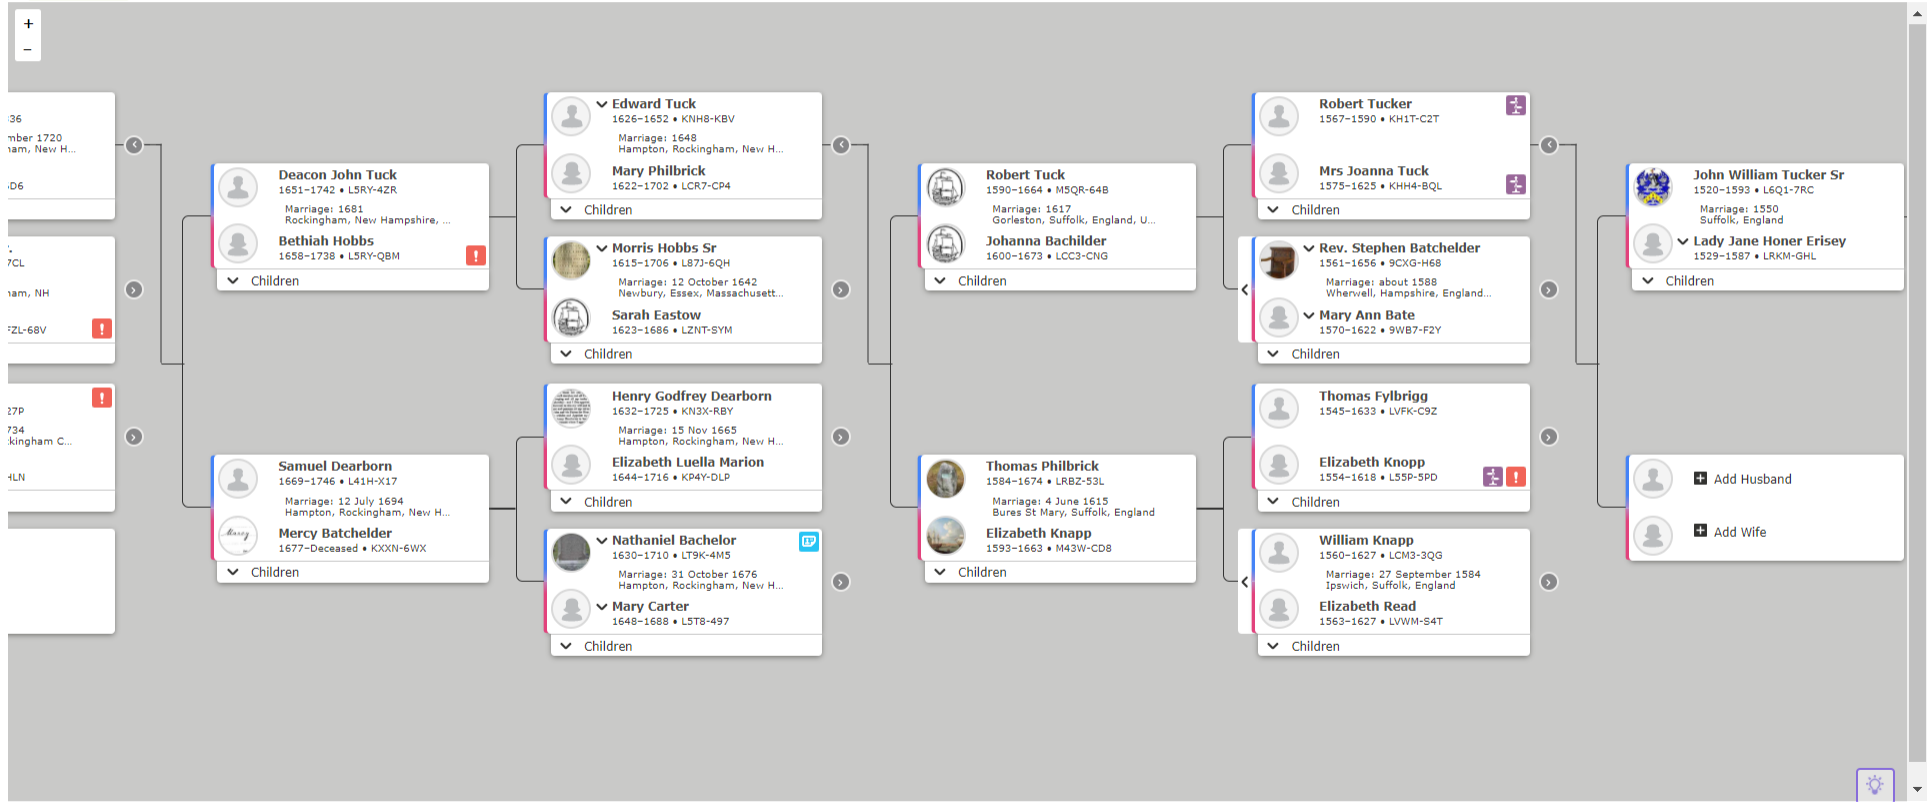 +
−
36
mber 1720
ham, New H...
6D6
7CL
ham, NH
FZL-68V
27P
734
ckingham C...
HLN
Deacon John Tuck
1651–1742 • L5RY-4ZR
Marriage: 1681
Rockingham, New Hampshire, ...
Bethiah Hobbs
1658–1738 • L5RY-QBM
Children
Samuel Dearborn
1669–1746 • L41H-X17
Marriage: 12 July 1694
Hampton, Rockingham, New H...
Mercy Batchelder
1677–Deceased • KXXN-6WX
Children
Edward Tuck
1626–1652 • KNH8-KBV
Marriage: 1648
Hampton, Rockingham, New H...
Mary Philbrick
1622–1702 • LCR7-CP4
Children
Morris Hobbs Sr
1615–1706 • L87J-6QH
Marriage: 12 October 1642
Newbury, Essex, Massachusett...
Sarah Eastow
1623–1686 • LZNT-SYM
Children
Henry Godfrey Dearborn
1632–1725 • KN3X-RBY
Marriage: 15 Nov 1665
Hampton, Rockingham, New H...
Elizabeth Luella Marion
1644–1716 • KP4Y-DLP
Children
Nathaniel Bachelor
1630–1710 • LT9K-4M5
Marriage: 31 October 1676
Hampton, Rockingham, New H...
Mary Carter
1648–1688 • L5T8-497
Children
Robert Tuck
1590–1664 • M5QR-64B
Marriage: 1617
Gorleston, Suffolk, England, U...
Johanna Bachilder
1600–1673 • LCC3-CNG
Children
Thomas Philbrick
1584–1674 • LRBZ-53L
Marriage: 4 June 1615
Bures St Mary, Suffolk, England
Elizabeth Knapp
1593–1663 • M43W-CD8
Children
Robert Tucker
1567–1590 • KH1T-C2T
Mrs Joanna Tuck
1575–1625 • KHH4-BQL
Children
Rev. Stephen Batchelder
1561–1656 • 9CXG-H68
Marriage: about 1588
Wherwell, Hampshire, England...
Mary Ann Bate
1570–1622 • 9WB7-F2Y
Children
Thomas Fylbrigg
1545–1633 • LVFK-C9Z
Elizabeth Knopp
1554–1618 • L55P-5PD
Children
William Knapp
1560–1627 • LCM3-3QG
Marriage: 27 September 1584
Ipswich, Suffolk, England
Elizabeth Read
1563–1627 • LVWM-S4T
Children
John William Tucker Sr
1520–1593 • L6Q1-7RC
Marriage: 1550
Suffolk, England
Lady Jane Honer Erisey
1529–1587 • LRKM-GHL
Children
Add Husband
Add Wife